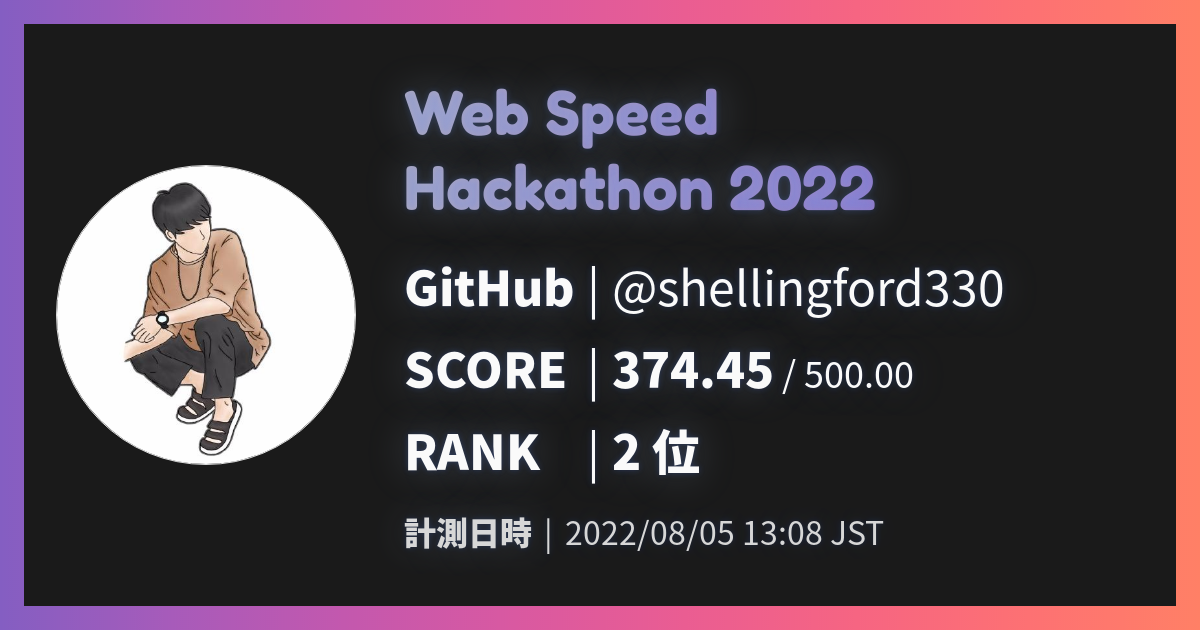 Web Speed
Hackathon 2022
GitHub | @shellingford330
SCORE | 374.45 / 500.00
RANK | 2 位
計測日時 | 2022/08/05 13:08 JST